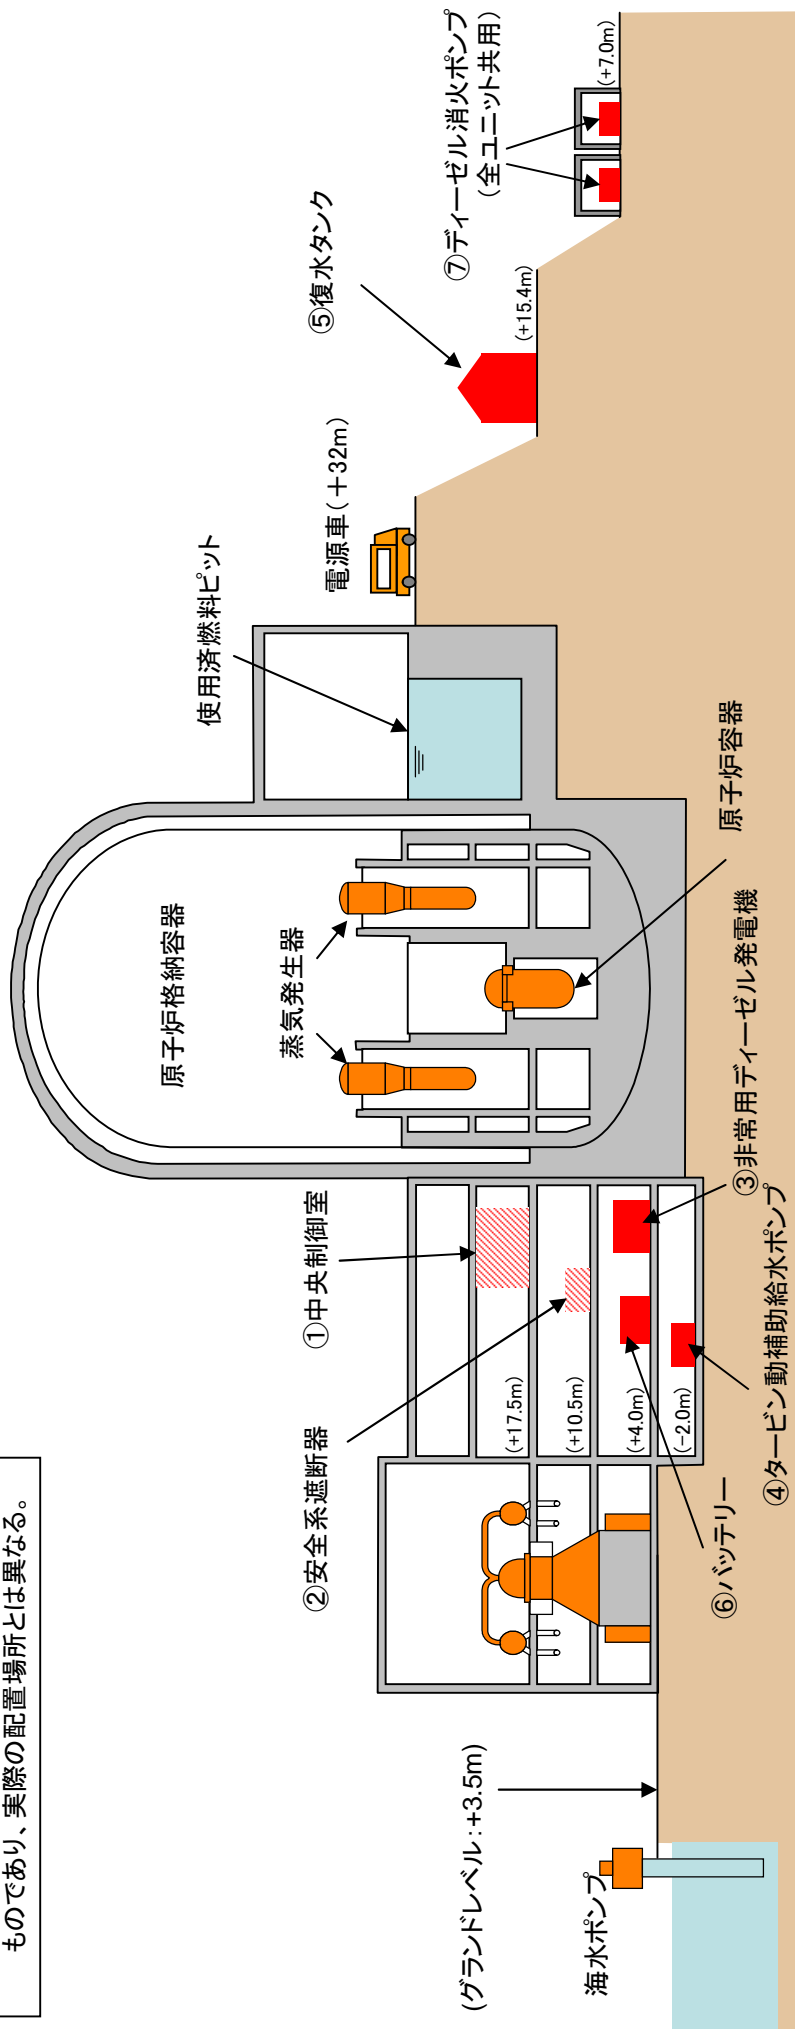 ものであり、実際の配置場所とは異なる。
(グランドレベル：+3.5m)
海水ポンプ
②安全系遮断器
①中央制御室
(+17.5m)
(+10.5m)
(+4.0m)
(-2.0m)
⑥バッテリー
④タービン動補助給水ポンプ
③非常用ディーゼル発電機
原子炉格納容器
蒸気発生器
原子炉容器
使用済燃料ピット
電源車(＋32m)
⑤復水タンク
(+15.4m)
⑦ディーゼル消火ポンプ
(全ユニット共用)
(+7.0m)